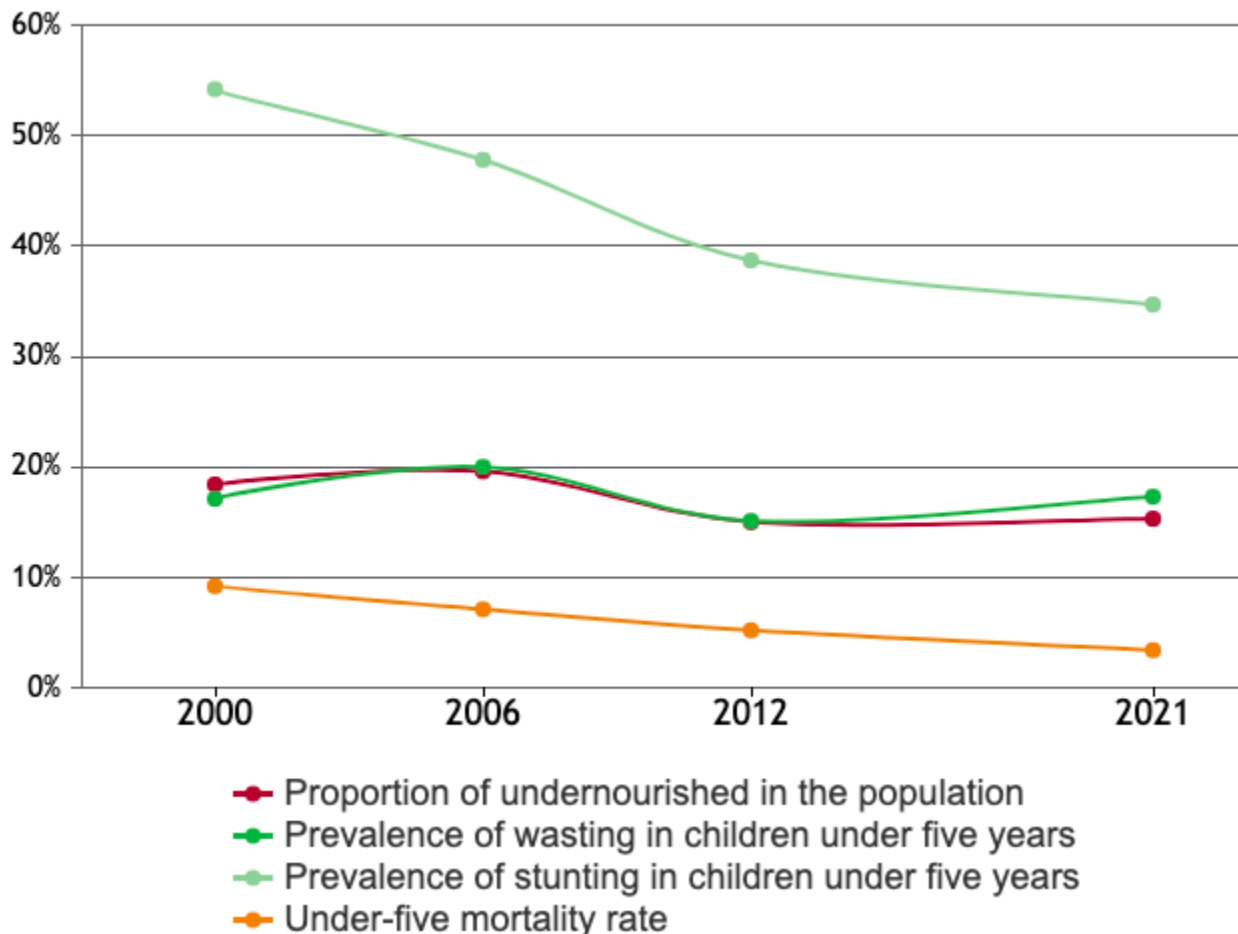 60%
50%
40%
30%
20%
10%
0%
2000 2006 2012 2021
Proportion of undernourished in the population
Prevalence of wasting in children under five years
Prevalence of stunting in children under five years
Under-five mortality rate